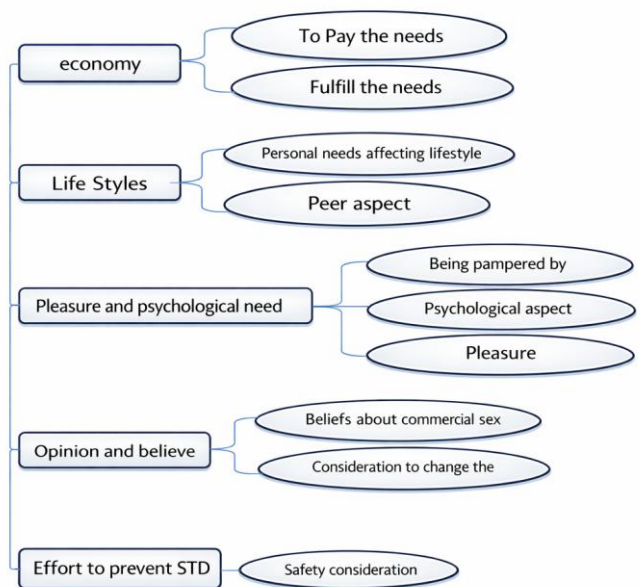 economy
To Pay the needs
Fulfill the needs
Life Styles
Personal needs affecting lifestyle
Peer aspect
Pleasure and psychological need
Being pampered by
Psychological aspect
Pleasure
Opinion and believe
Beliefs about commercial sex
Consideration to change the
Effort to prevent STD
Safety consideration